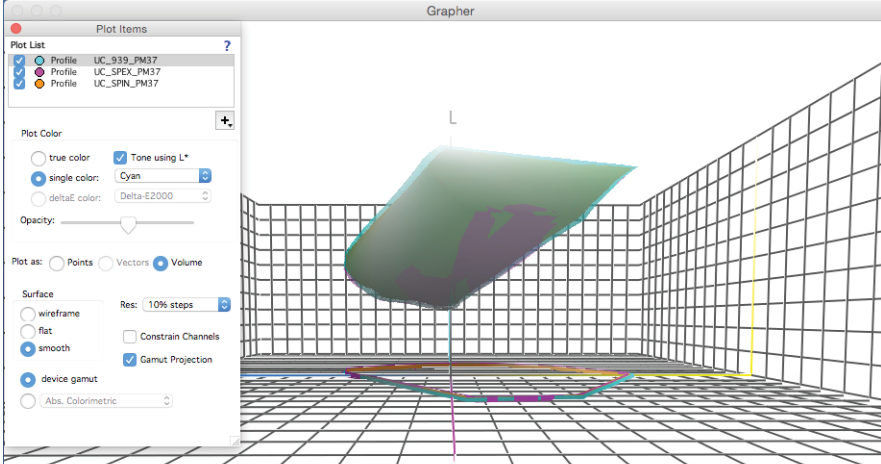 Grapher
Plot Items
Plot List ?
Profile UC_939_PM37
Profile UC_SPEX_PM37
Profile UC_SPIN_PM37
+
Plot Color
true color Tone using L*
single color: Cyan
deltaE color: Delta-E2000
Opacity:
Plot as: Points Vectors Volume
Surface
Res: 10% steps
wireframe
flat
Constrain Channels
smooth
Gamut Projection
device gamut
Abs. Colorimetric
L